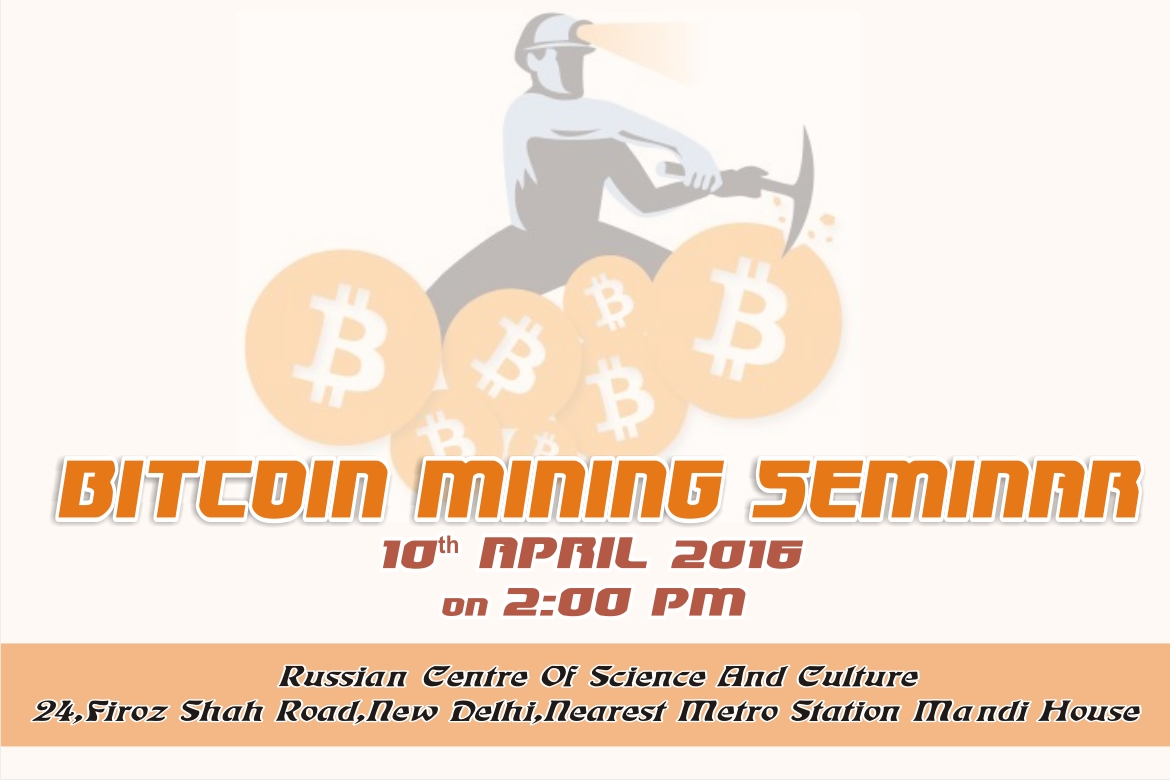 BITCOIN MINING SEMINAR
10th APRIL 2016
on 2:00 PM
Russian Centre Of Science And Culture
24,Firoz Shah Road,New Delhi,Nearest Metro Station Mandi House